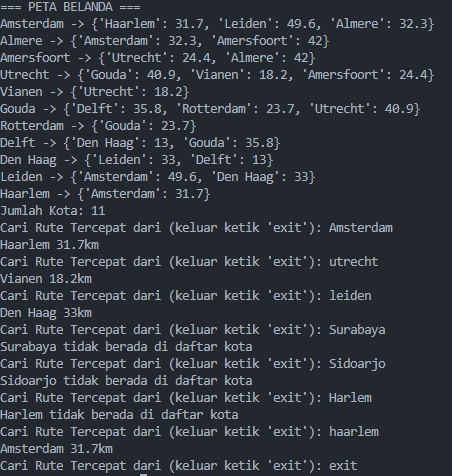 === PETA BELANDA ===
Amsterdam -> {'Haarlem': 31.7, 'Leiden': 49.6, 'Almere': 32.3}
Almere -> {'Amsterdam': 32.3, 'Amersfoort': 42}
Amersfoort -> {'Utrecht': 24.4, 'Almere': 42}
Utrecht -> {'Gouda': 40.9, 'Vianen': 18.2, 'Amersfoort': 24.4}
Vianen -> {'Utrecht': 18.2}
Gouda -> {'Delft': 35.8, 'Rotterdam': 23.7, 'Utrecht': 40.9}
Rotterdam -> {'Gouda': 23.7}
Delft -> {'Den Haag': 13, 'Gouda': 35.8}
Den Haag -> {'Leiden': 33, 'Delft': 13}
Leiden -> {'Amsterdam': 49.6, 'Den Haag': 33}
Haarlem -> {'Amsterdam': 31.7}
Jumlah Kota: 11
Cari Rute Tercepat dari (keluar ketik 'exit'): Amsterdam
Haarlem 31.7km
Cari Rute Tercepat dari (keluar ketik 'exit'): utrecht
Vianen 18.2km
Cari Rute Tercepat dari (keluar ketik 'exit'): leiden
Den Haag 33km
Cari Rute Tercepat dari (keluar ketik 'exit'): Surabaya
Surabaya tidak berada di daftar kota
Cari Rute Tercepat dari (keluar ketik 'exit'): Sidoarjo
Sidoarjo tidak berada di daftar kota
Cari Rute Tercepat dari (keluar ketik 'exit'): Harlem
Harlem tidak berada di daftar kota
Cari Rute Tercepat dari (keluar ketik 'exit'): haarlem
Amsterdam 31.7km
Cari Rute Tercepat dari (keluar ketik 'exit'): exit